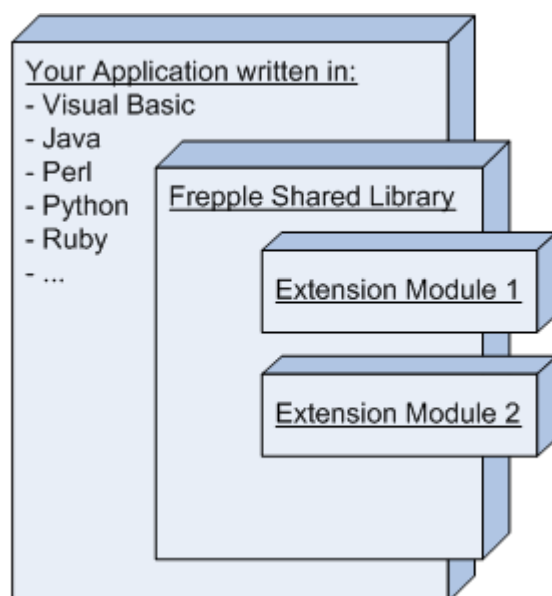 Your Application written in:
- Visual Basic
- Java
- Perl
- Python
- Ruby
- ...
Frepple Shared Library
Extension Module 1
Extension Module 2